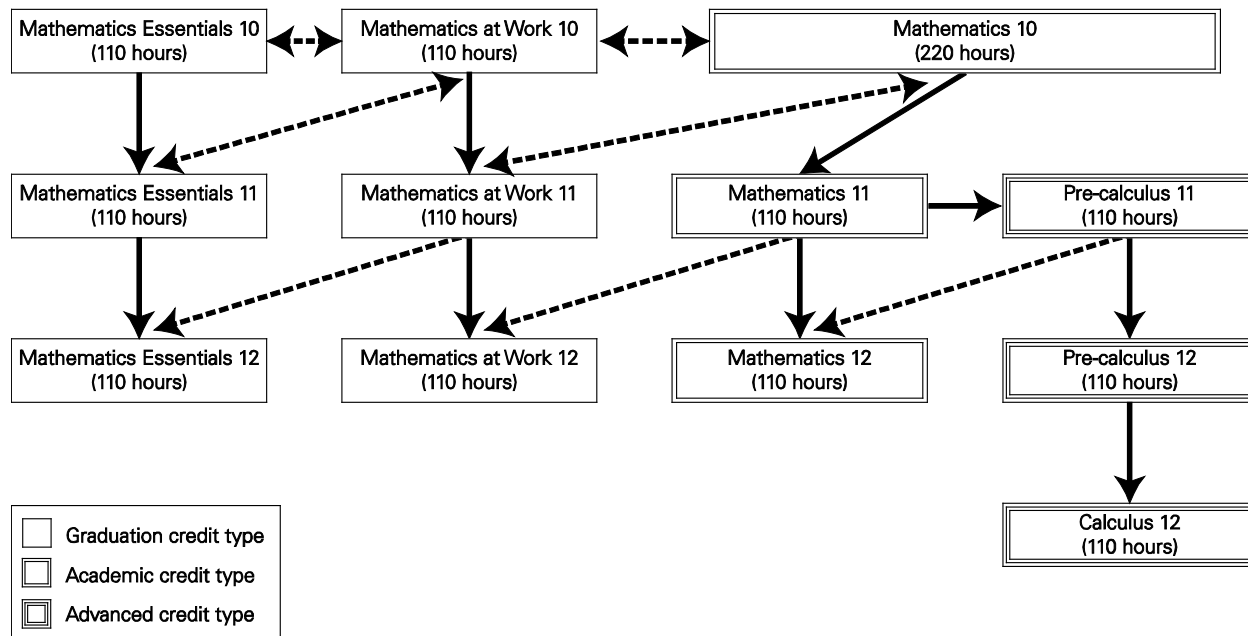 Mathematics Essentials 10
(110 hours)
Mathematics at Work 10
(110 hours)
Mathematics 10
(220 hours)
Mathematics Essentials 11
(110 hours)
Mathematics at Work 11
(110 hours)
Mathematics 11
(110 hours)
Pre-calculus 11
(110 hours)
Mathematics Essentials 12
(110 hours)
Mathematics at Work 12
(110 hours)
Mathematics 12
(110 hours)
Pre-calculus 12
(110 hours)
Calculus 12
(110 hours)
Graduation credit type
Academic credit type
Advanced credit type